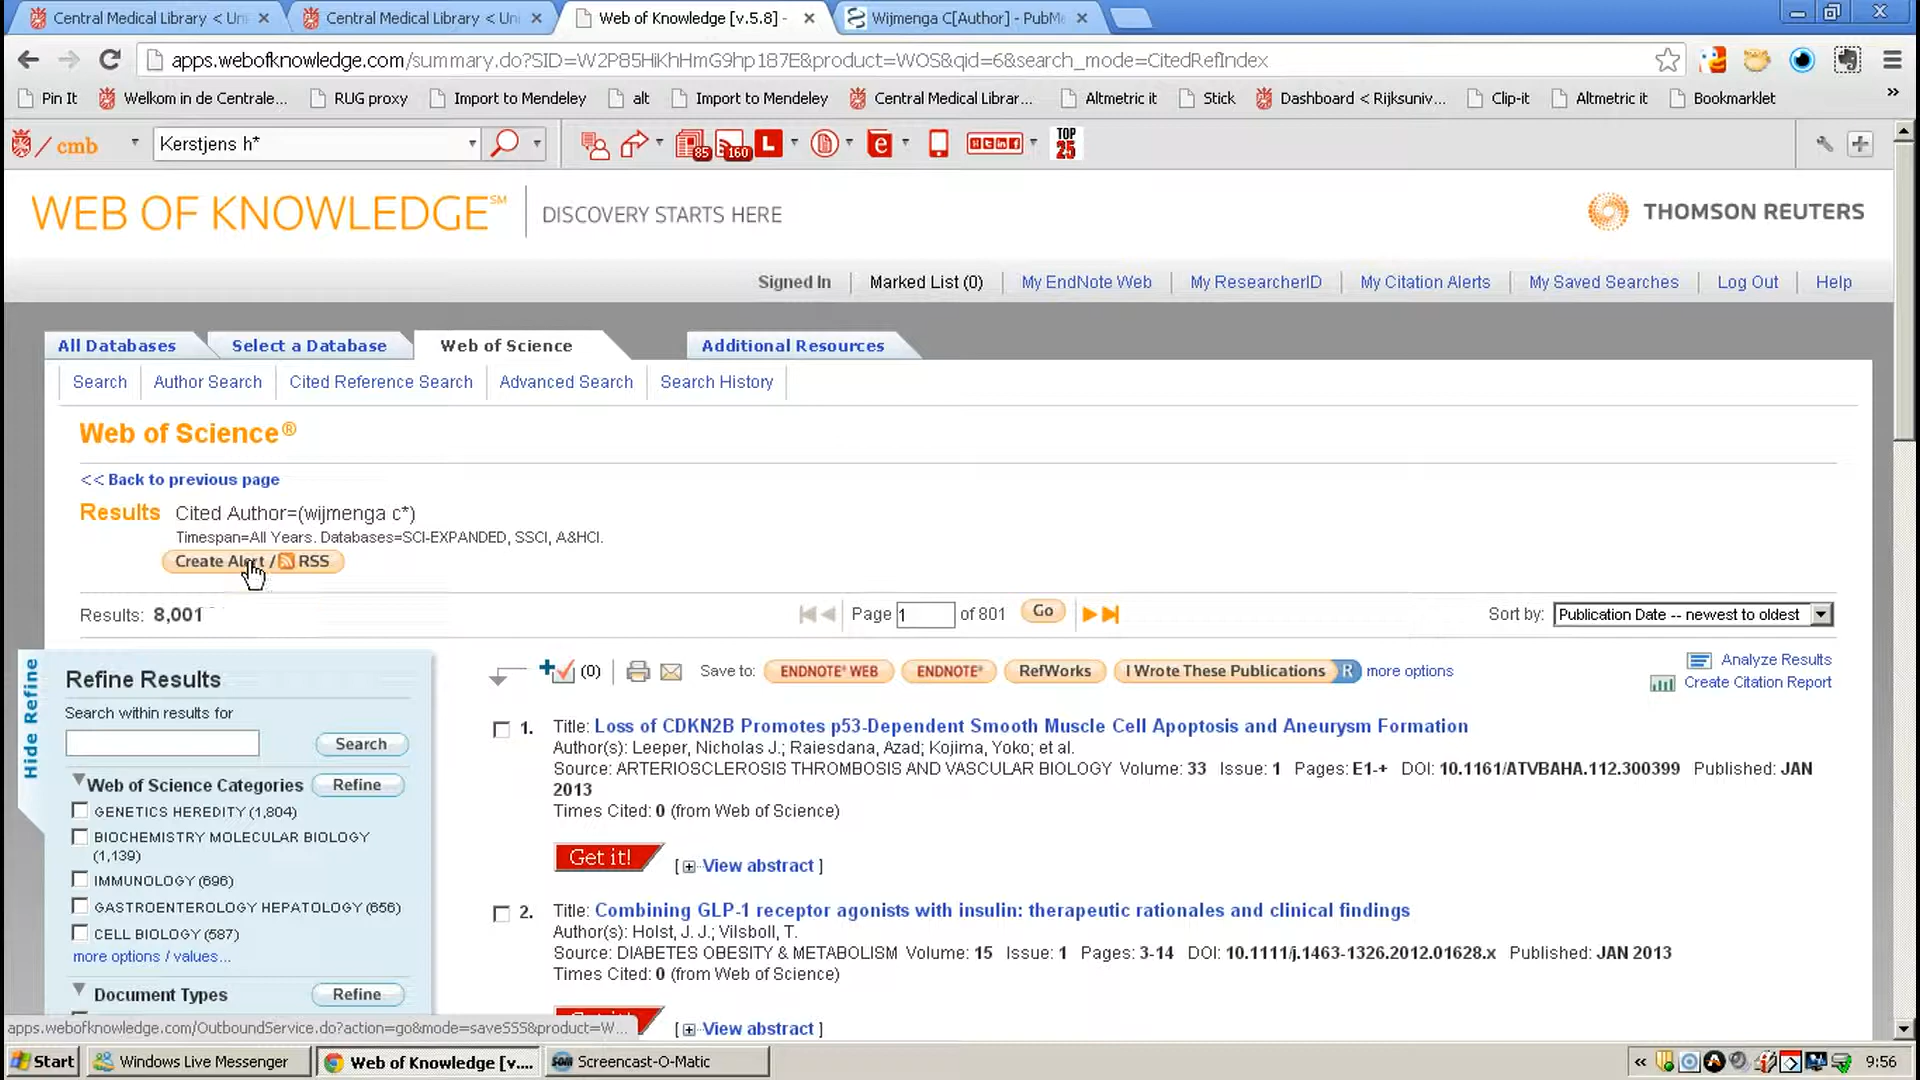 Central Medical Library < Uni
Central Medical Library < Uni
Web of Knowledge [v.5.8] -
Wijmenga C[Author] - PubM
apps.webofknowledge.com/summary.do?SID=W2P85HiKhHmG9hp187E&product=WOS&qid=6&search_mode=CitedRefIndex
Pin It Welkom in de Centrale... RUG proxy Import to Mendeley alt Import to Mendeley Central Medical Librar... Altmetric it Stick Dashboard < Rijksuniv... Clip-it Altmetric it Bookmarklet »
/ cmb Kerstjens h* 85 160 L e TOP
25
WEB OF KNOWLEDGE℠ DISCOVERY STARTS HERE THOMSON REUTERS
Signed In Marked List (0) My EndNote Web My ResearcherID My Citation Alerts My Saved Searches Log Out Help
All Databases Select a Database Web of Science Additional Resources
Search Author Search Cited Reference Search Advanced Search Search History
Web of Science®
<< Back to previous page
Results Cited Author=(wijmenga c*)
Timespan=All Years. Databases=SCI-EXPANDED, SSCI, A&HCI.
Create Alert / RSS
Results: 8,001 Page 1 of 801 Go Sort by: Publication Date -- newest to oldest
Hide Refine
Refine Results
Search within results for
Search
Web of Science Categories Refine
GENETICS HEREDITY (1,804)
BIOCHEMISTRY MOLECULAR BIOLOGY
(1,139)
IMMUNOLOGY (696)
GASTROENTEROLOGY HEPATOLOGY (656)
CELL BIOLOGY (587)
more options / values...
Document Types Refine
(0) Save to: ENDNOTE® WEB ENDNOTE® RefWorks I Wrote These Publications R more options
Analyze Results
Create Citation Report
1. Title: Loss of CDKN2B Promotes p53-Dependent Smooth Muscle Cell Apoptosis and Aneurysm Formation
Author(s): Leeper, Nicholas J.; Raiesdana, Azad; Kojima, Yoko; et al.
Source: ARTERIOSCLEROSIS THROMBOSIS AND VASCULAR BIOLOGY Volume: 33 Issue: 1 Pages: E1-+ DOI: 10.1161/ATVBAHA.112.300399 Published: JAN
2013
Times Cited: 0 (from Web of Science)
Get it! [ View abstract ]
2. Title: Combining GLP-1 receptor agonists with insulin: therapeutic rationales and clinical findings
Author(s): Holst, J. J.; Vilsboll, T.
Source: DIABETES OBESITY & METABOLISM Volume: 15 Issue: 1 Pages: 3-14 DOI: 10.1111/j.1463-1326.2012.01628.x Published: JAN 2013
Times Cited: 0 (from Web of Science)
[ View abstract ]
apps.webofknowledge.com/OutboundService.do?action=go&mode=saveSSS&product=W...
Start Windows Live Messenger Web of Knowledge [v.... Screencast-O-Matic « 9:56